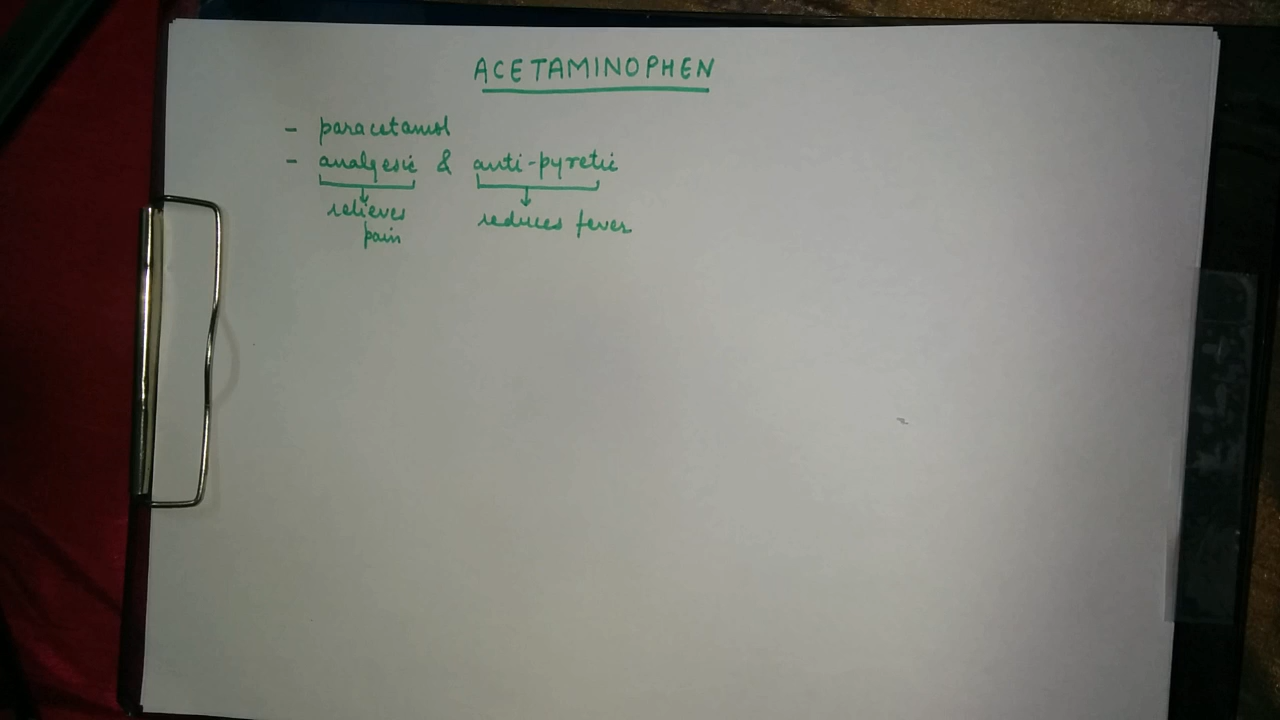 ACETAMINOPHEN
- paracetamol
- analgesic & anti-pyretic
relieves pain
reduces fever